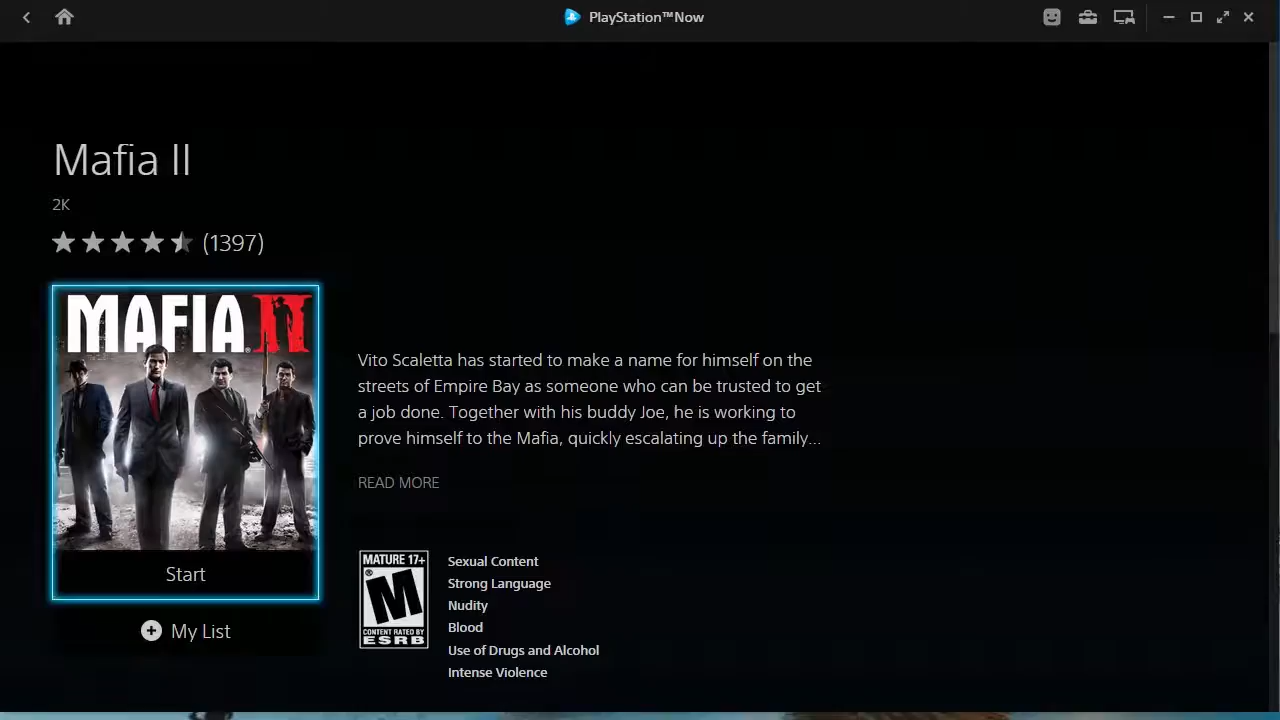 PlayStation™Now
Mafia II
2K
(1397)
MAFIA II
Vito Scaletta has started to make a name for himself on the
streets of Empire Bay as someone who can be trusted to get
a job done. Together with his buddy Joe, he is working to
prove himself to the Mafia, quickly escalating up the family...
READ MORE
Start
My List
MATURE 17+
M
CONTENT RATED BY
ESRB
Sexual Content
Strong Language
Nudity
Blood
Use of Drugs and Alcohol
Intense Violence